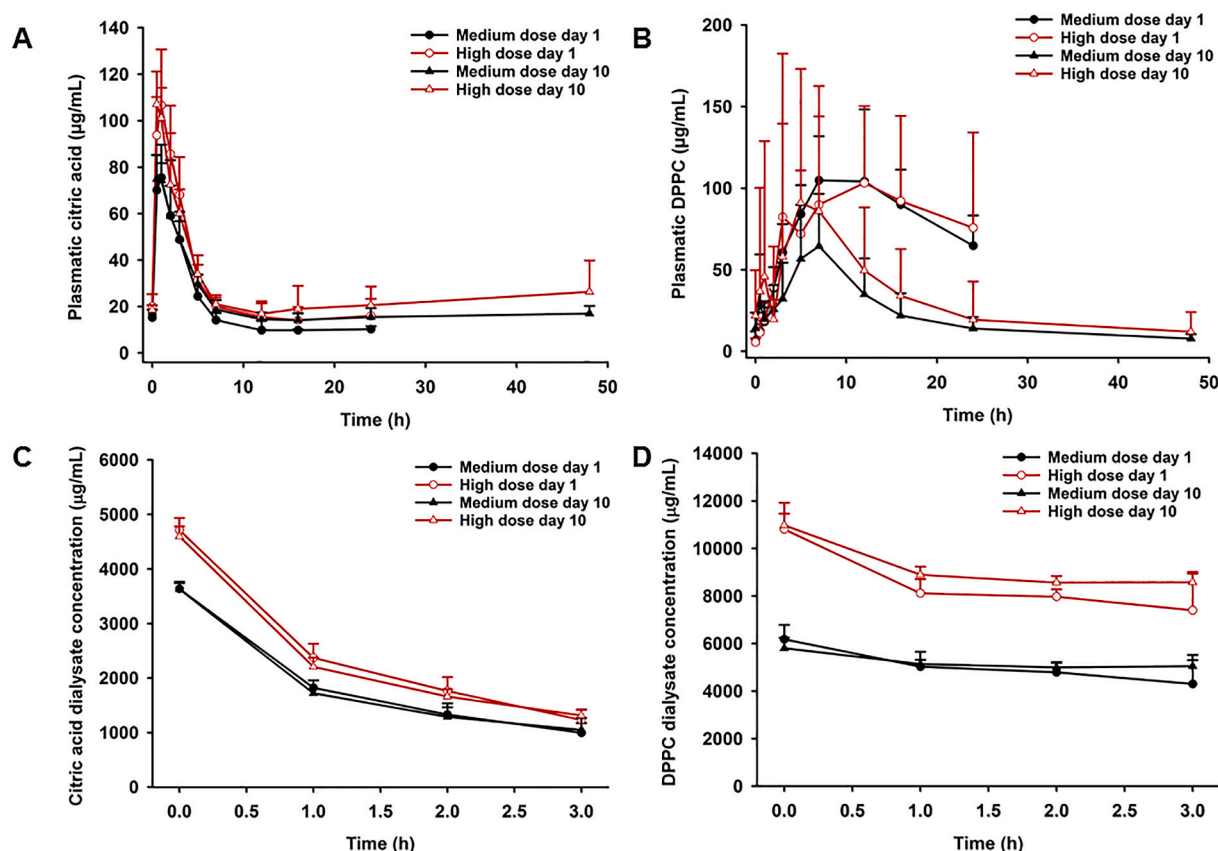 A
Plasmatic citric acid (µg/mL)
140
120
100
80
60
40
20
0
Medium dose day 1
High dose day 1
Medium dose day 10
High dose day 10
0 10 20 30 40 50
Time (h)
B
Plasmatic DPPC (µg/mL)
200
150
100
50
0
Medium dose day 1
High dose day 1
Medium dose day 10
High dose day 10
0 10 20 30 40 50
Time (h)
C
Citric acid dialysate concentration (µg/mL)
6000
5000
4000
3000
2000
1000
0
Medium dose day 1
High dose day 1
Medium dose day 10
High dose day 10
0.0 0.5 1.0 1.5 2.0 2.5 3.0
Time (h)
D
DPPC dialysate concentration (µg/mL)
14000
12000
10000
8000
6000
4000
2000
0
Medium dose day 1
High dose day 1
Medium dose day 10
High dose day 10
0.0 0.5 1.0 1.5 2.0 2.5 3.0
Time (h)